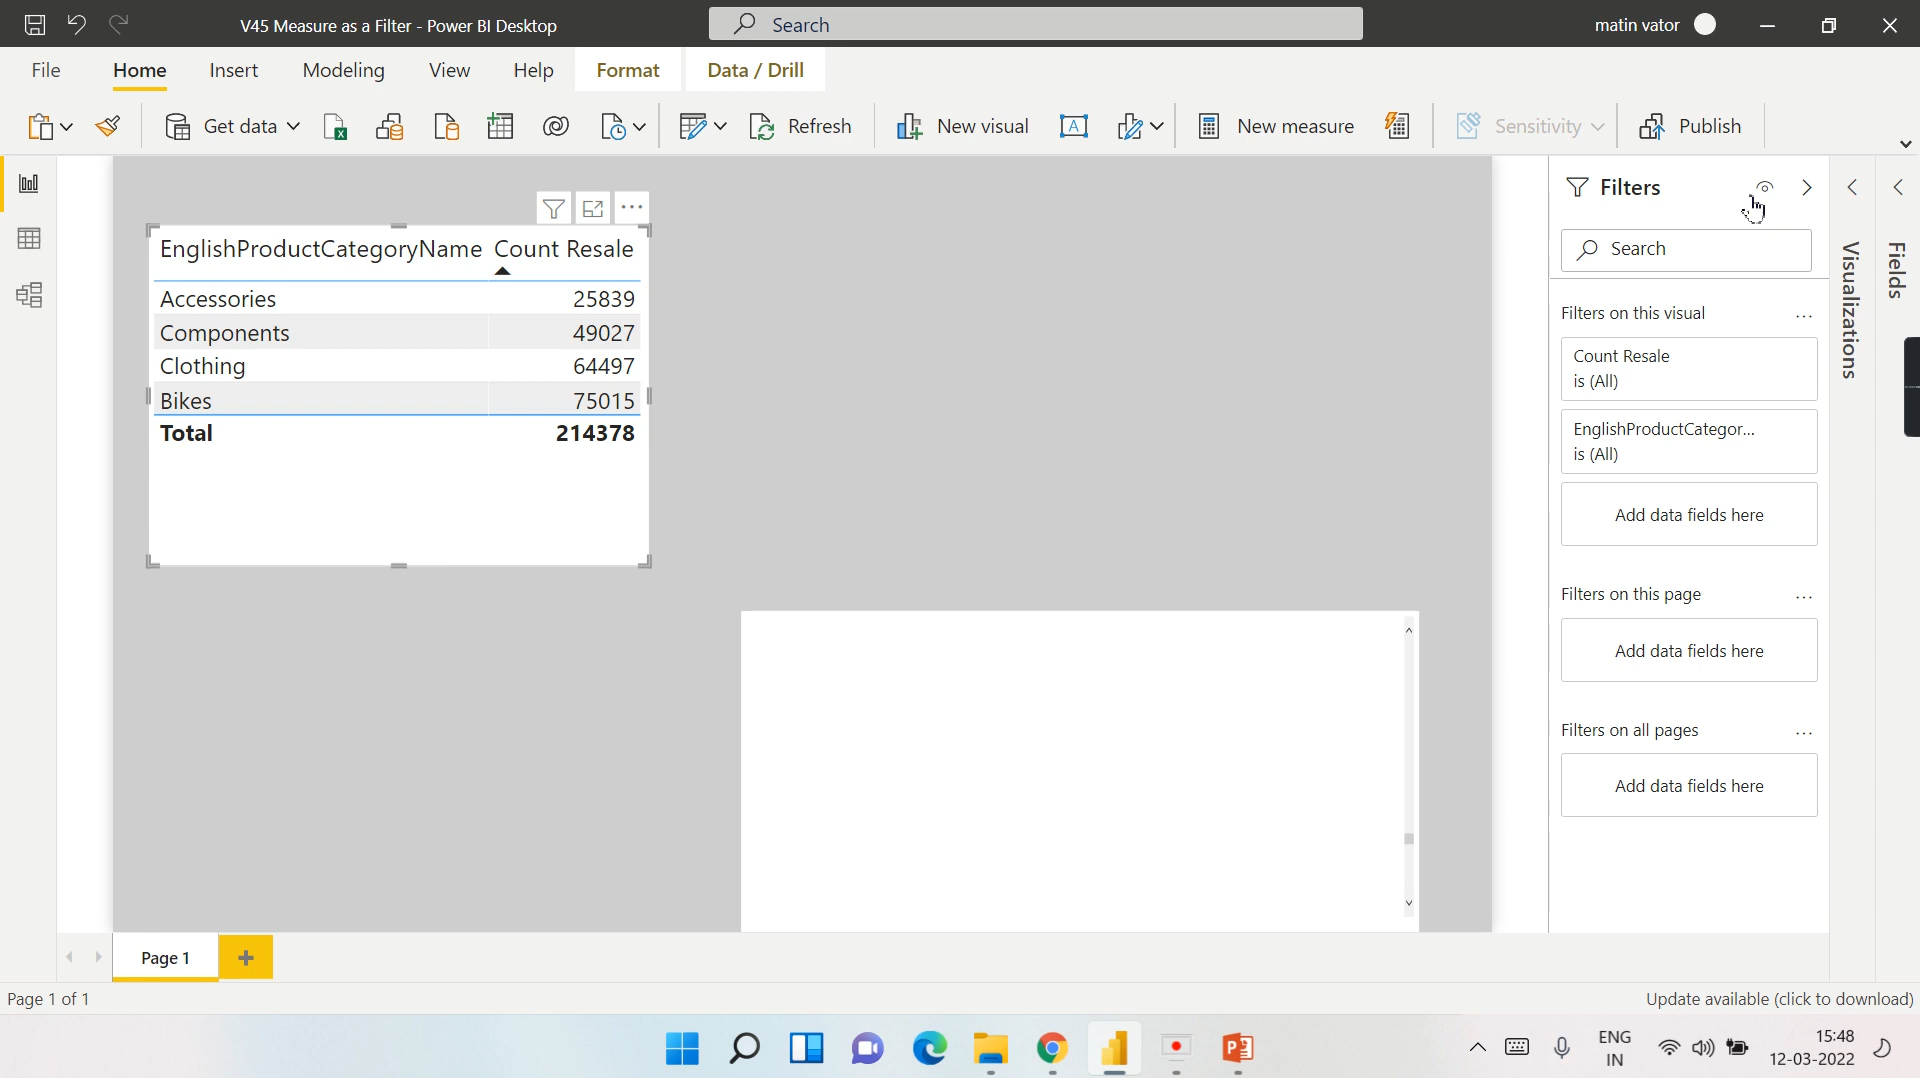 V45 Measure as a Filter - Power BI Desktop
Search
matin vator
File
Home
Insert
Modeling
View
Help
Format
Data / Drill
Get data
Refresh
New visual
New measure
Sensitivity
Publish
EnglishProductCategoryName Count Resale
Accessories 25839
Components 49027
Clothing 64497
Bikes 75015
Total 214378
Filters
Search
Filters on this visual
...
Count Resale
is (All)
EnglishProductCategor...
is (All)
Add data fields here
Filters on this page
...
Add data fields here
Filters on all pages
...
Add data fields here
Visualizations
Fields
Page 1
Page 1 of 1
Update available (click to download)
ENG
IN
15:48
12-03-2022